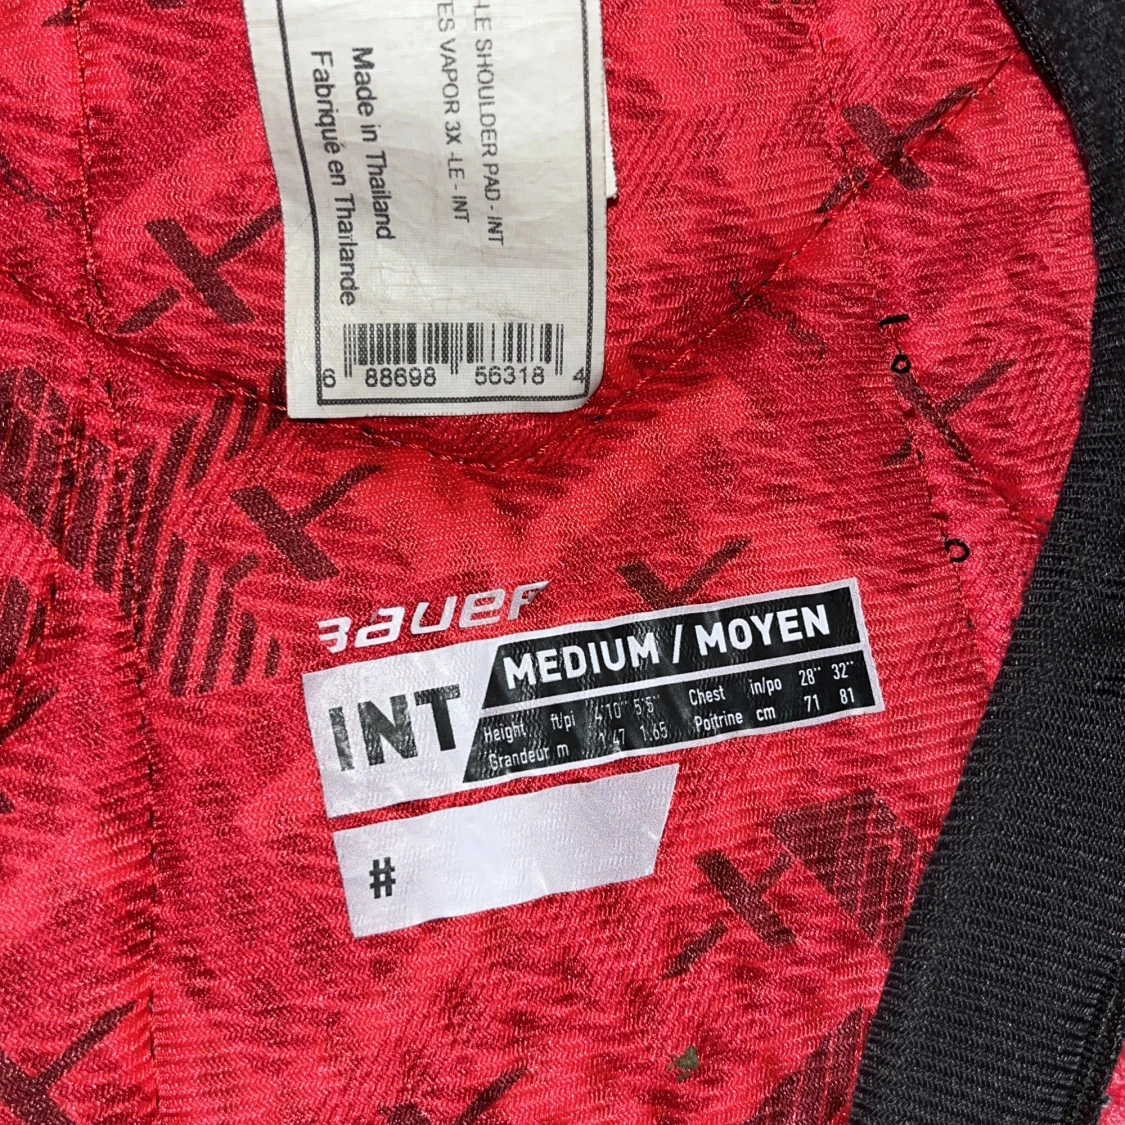 -LE SHOULDER PAD - INT
ES VAPOR 3X -LE - INT
Made in Thailand
Fabriqué en Thaïlande
6 88698 56318 4
BAUER
INT
MEDIUM / MOYEN
Height ft/pi 4'10" 5'5" Chest in/po 28" 32"
Grandeur m 1.47 1.65 Poitrine cm 71 81
#